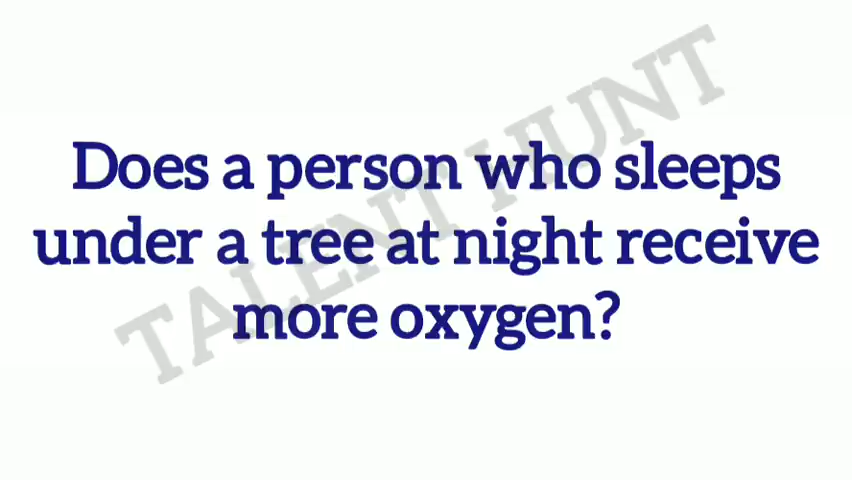 Does a person who sleeps
under a tree at night receive
more oxygen?
TALENT HUNT